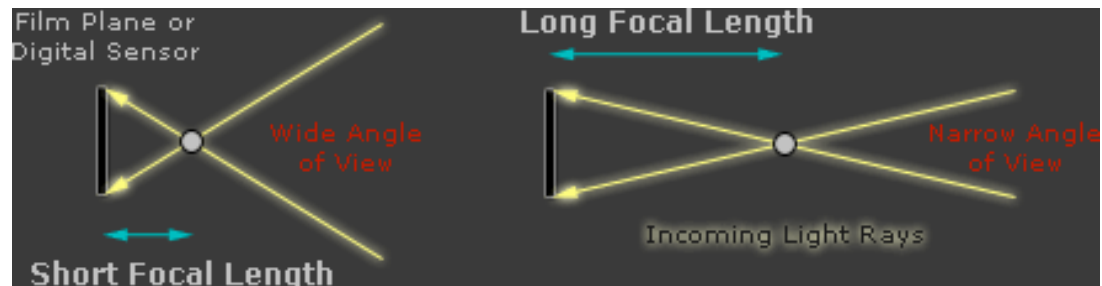 Film Plane or
Digital Sensor
Wide Angle
of View
Short Focal Length
Long Focal Length
Narrow Angle
of View
Incoming Light Rays